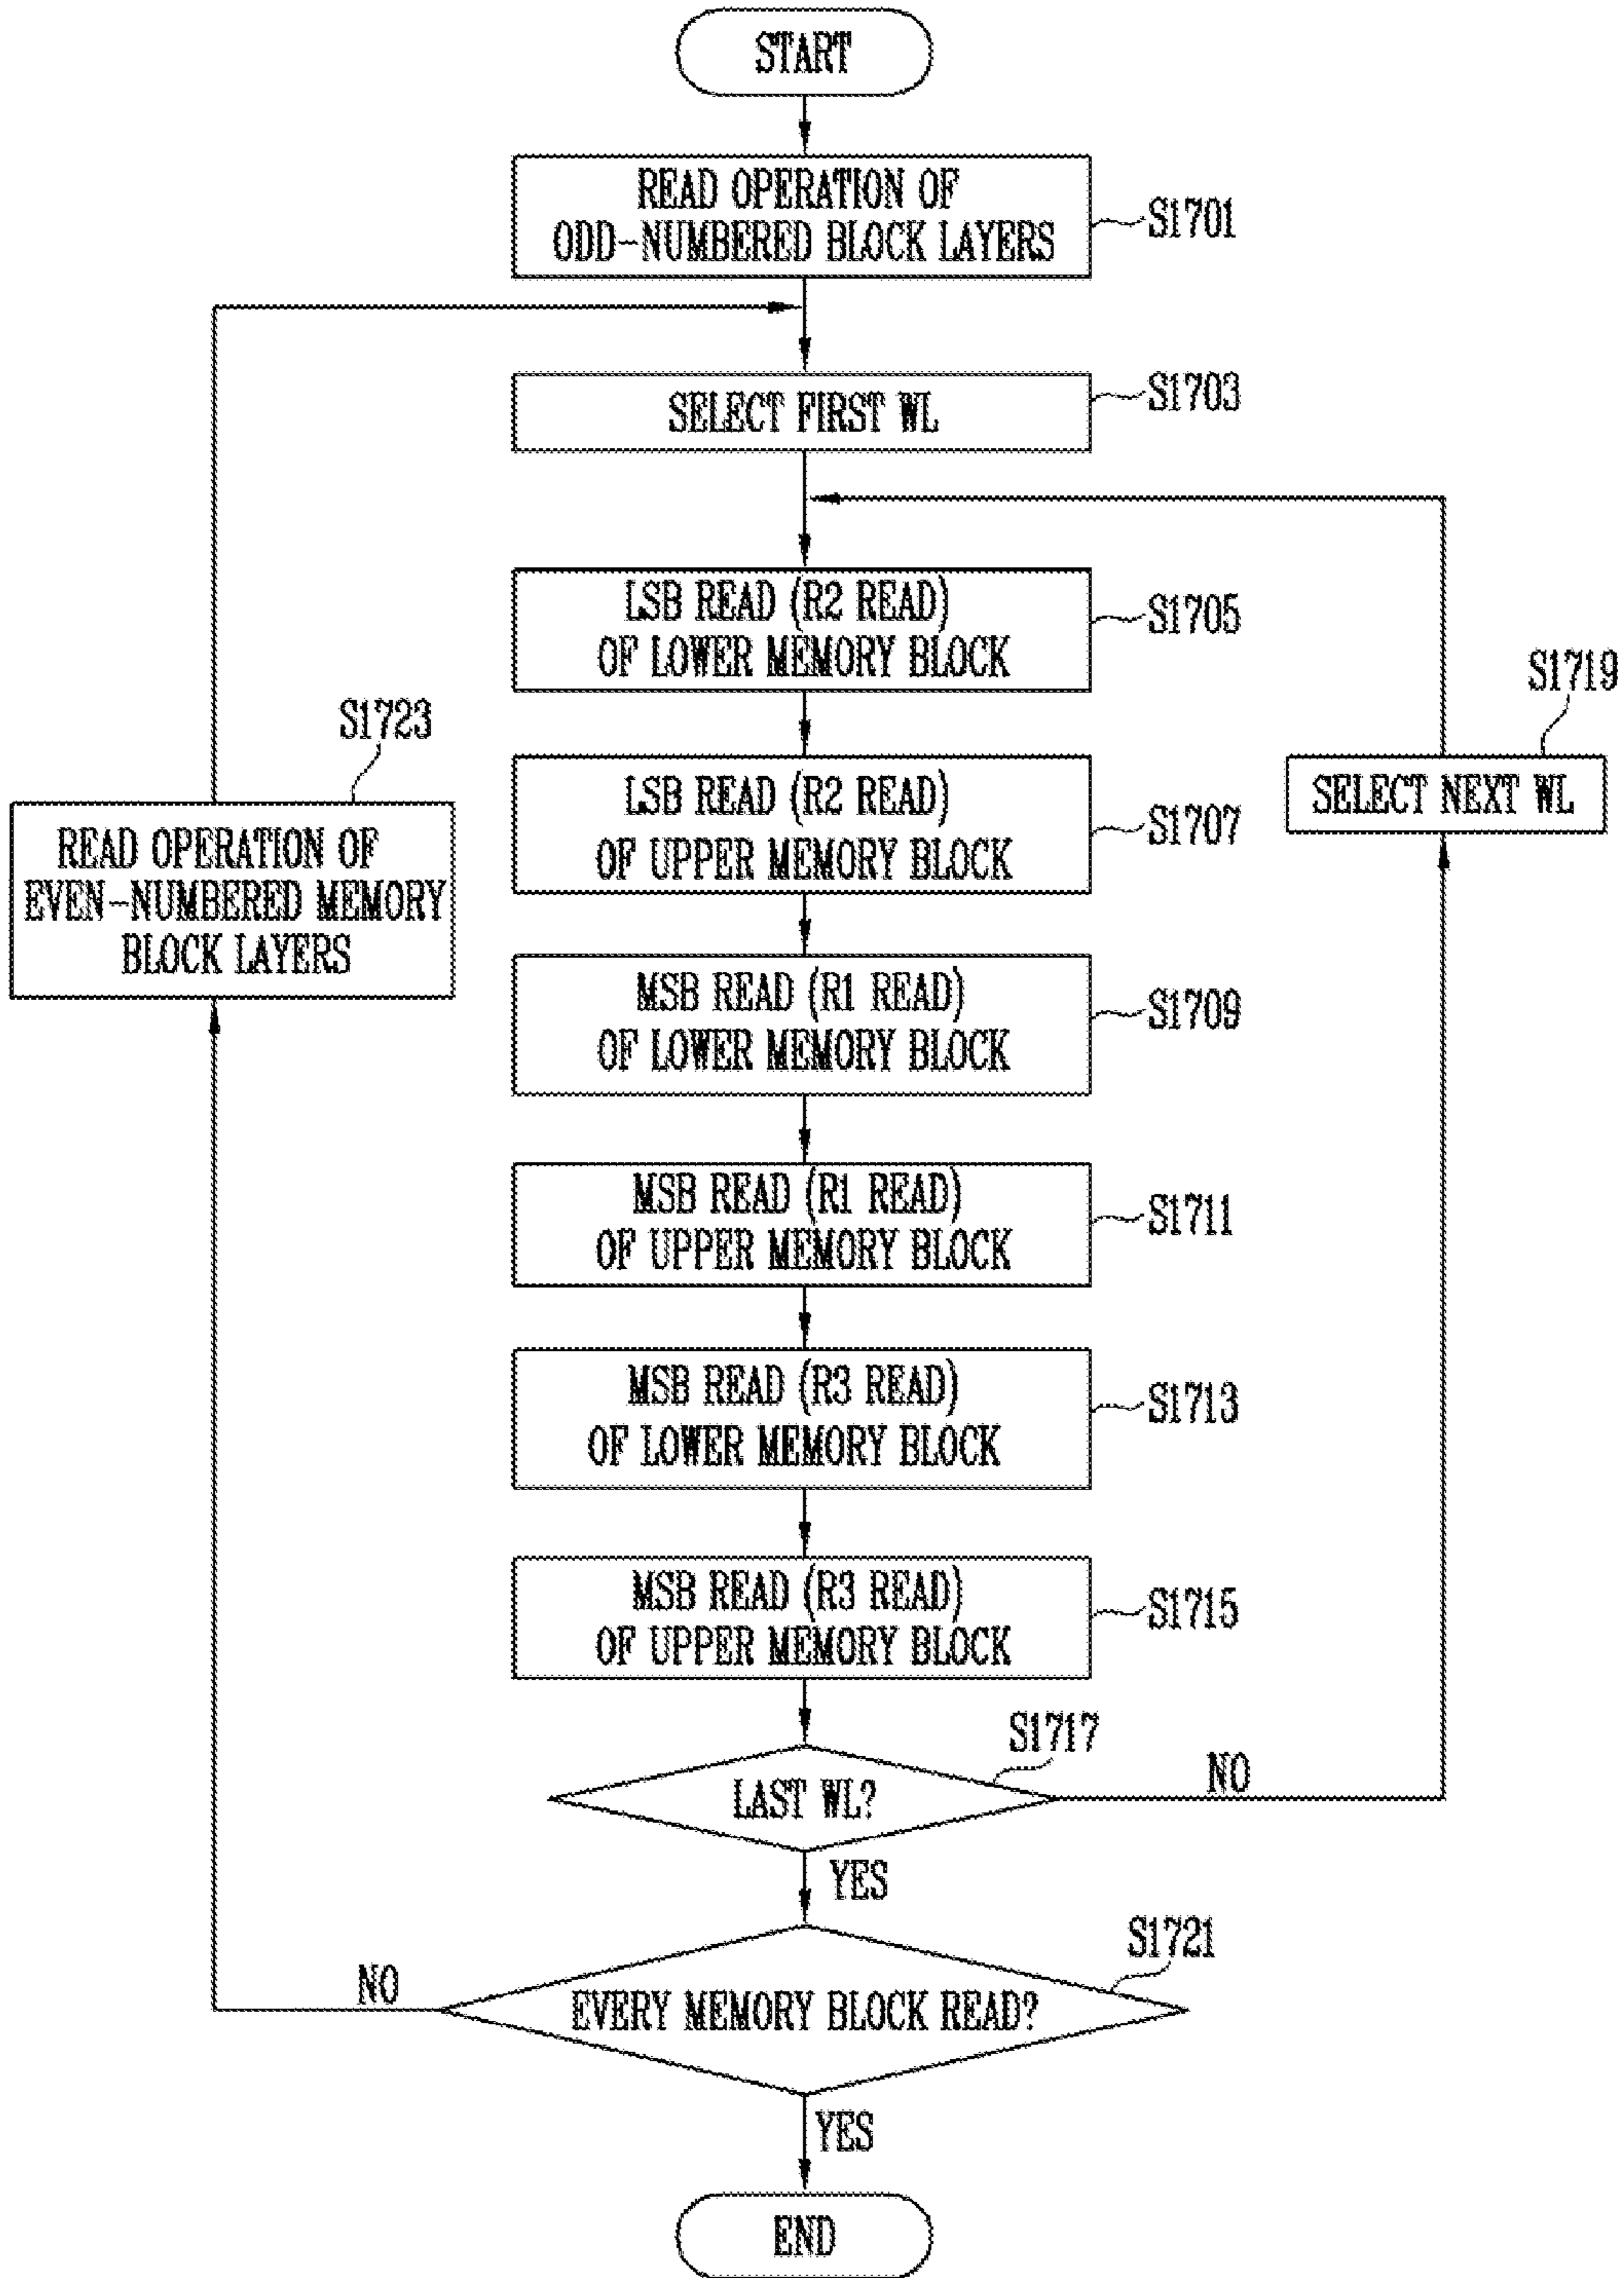 START
READ OPERATION OF
ODD-NUMBERED BLOCK LAYERS
S1701
SELECT FIRST WL
S1703
LSB READ (R2 READ)
OF LOWER MEMORY BLOCK
S1705
S1719
SELECT NEXT WL
S1723
READ OPERATION OF
EVEN-NUMBERED MEMORY
BLOCK LAYERS
LSB READ (R2 READ)
OF UPPER MEMORY BLOCK
S1707
MSB READ (R1 READ)
OF LOWER MEMORY BLOCK
S1709
MSB READ (R1 READ)
OF UPPER MEMORY BLOCK
S1711
MSB READ (R3 READ)
OF LOWER MEMORY BLOCK
S1713
MSB READ (R3 READ)
OF UPPER MEMORY BLOCK
S1715
S1717
LAST WL?
NO
YES
S1721
NO
EVERY MEMORY BLOCK READ?
YES
END